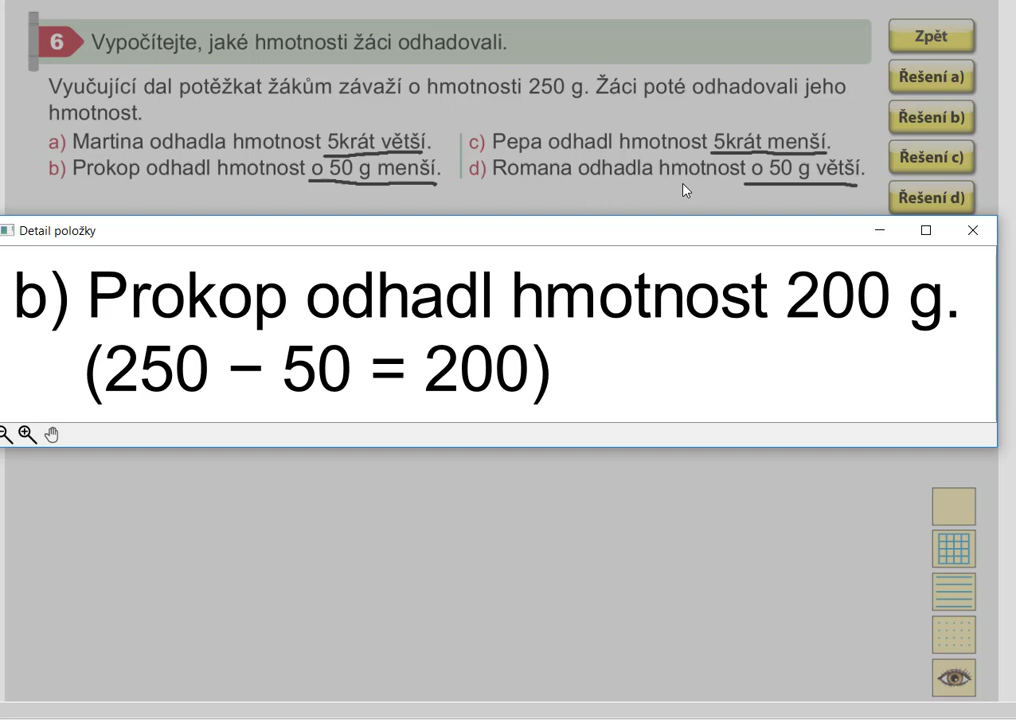 6 Vypočítejte, jaké hmotnosti žáci odhadovali.
Zpět
Vyučující dal potěžkat žákům závaží o hmotnosti 250 g. Žáci poté odhadovali jeho
hmotnost.
Řešení a)
a) Martina odhadla hmotnost 5krát větší.
b) Prokop odhadl hmotnost o 50 g menší.
c) Pepa odhadl hmotnost 5krát menší.
d) Romana odhadla hmotnost o 50 g větší.
Řešení b)
Řešení c)
Řešení d)
Detail položky
b) Prokop odhadl hmotnost 200 g.
(250 − 50 = 200)